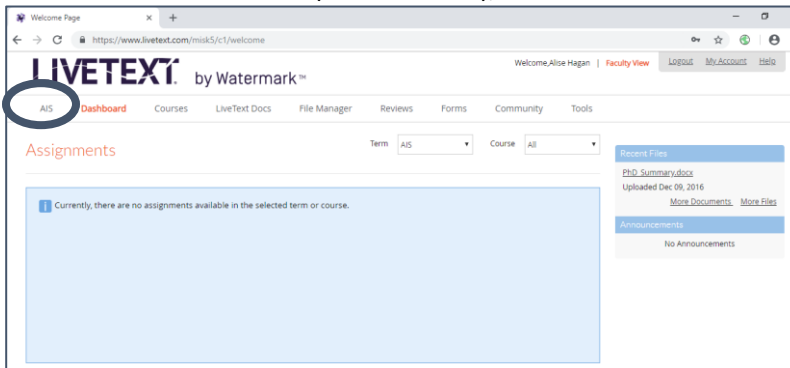 Welcome Page
https://www.livetext.com/misk5/c1/welcome
Welcome,Alise Hagan | Faculty View Logout My Account Help
LIVETEXT. by Watermark™
AIS Dashboard Courses LiveText Docs File Manager Reviews Forms Community Tools
Assignments
Term AIS Course All
Currently, there are no assignments available in the selected term or course.
Recent Files
PhD Summary.docx
Uploaded Dec 09, 2016
More Documents More Files
Announcements
No Announcements